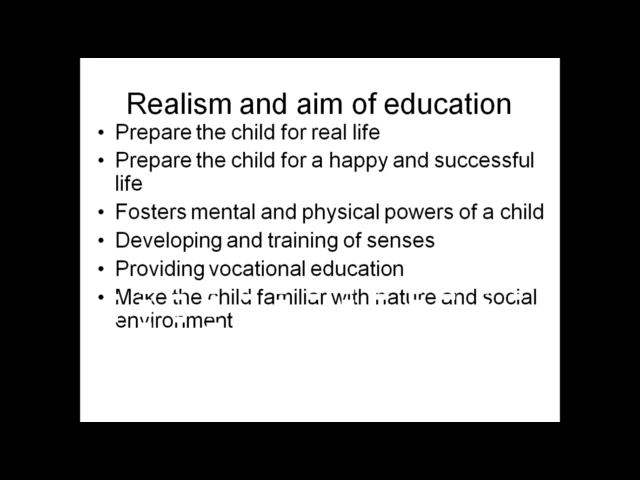 Realism and aim of education
• Prepare the child for real life
• Prepare the child for a happy and successful
life
• Fosters mental and physical powers of a child
• Developing and training of senses
• Providing vocational education
• Make the child familiar with nature and social
environment